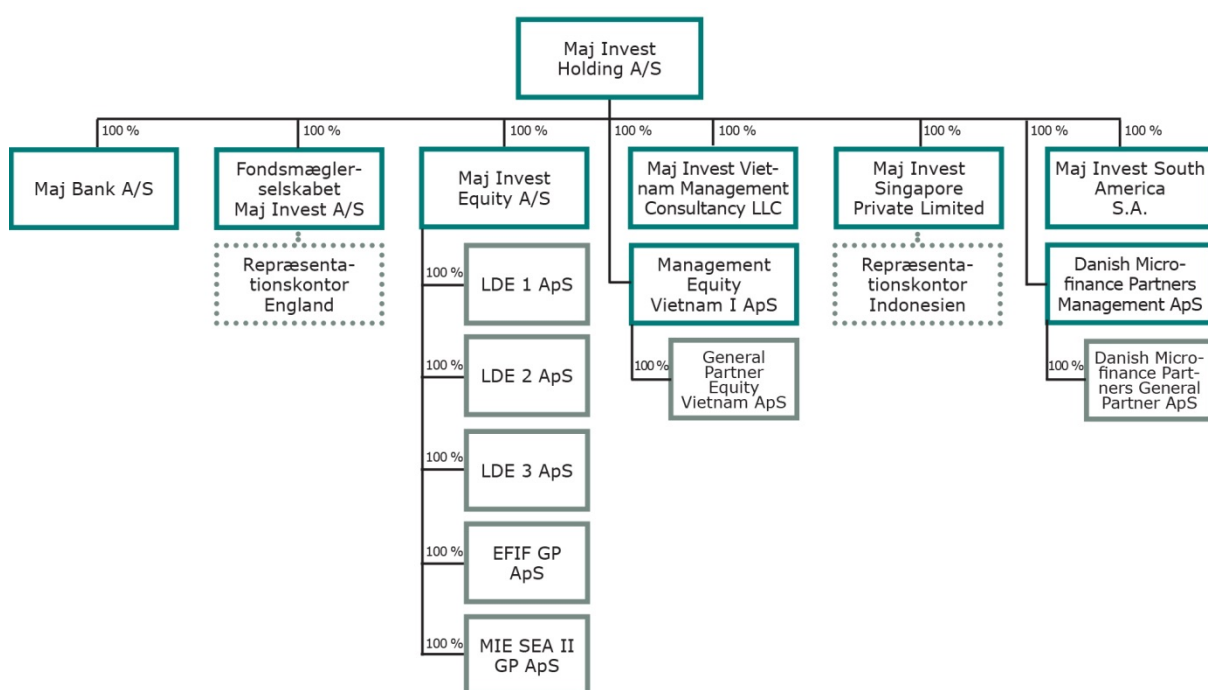 Maj Invest
Holding A/S
100 %
100 %
100 %
100 %
100 %
100 %
100 %
100 %
Maj Bank A/S
Fondsmægler-
selskabet
Maj Invest A/S
Maj Invest
Equity A/S
Maj Invest Viet-
nam Management
Consultancy LLC
Maj Invest
Singapore
Private Limited
Maj Invest South
America
S.A.
Repræsenta-
tionskontor
England
100 %
LDE 1 ApS
Management
Equity
Vietnam I ApS
Repræsenta-
tionskontor
Indonesien
Danish Micro-
finance Partners
Management ApS
100 %
LDE 2 ApS
100 %
General
Partner
Equity
Vietnam ApS
100 %
Danish Micro-
finance Part-
ners General
Partner ApS
100 %
LDE 3 ApS
100 %
EFIF GP
ApS
100 %
MIE SEA II
GP ApS